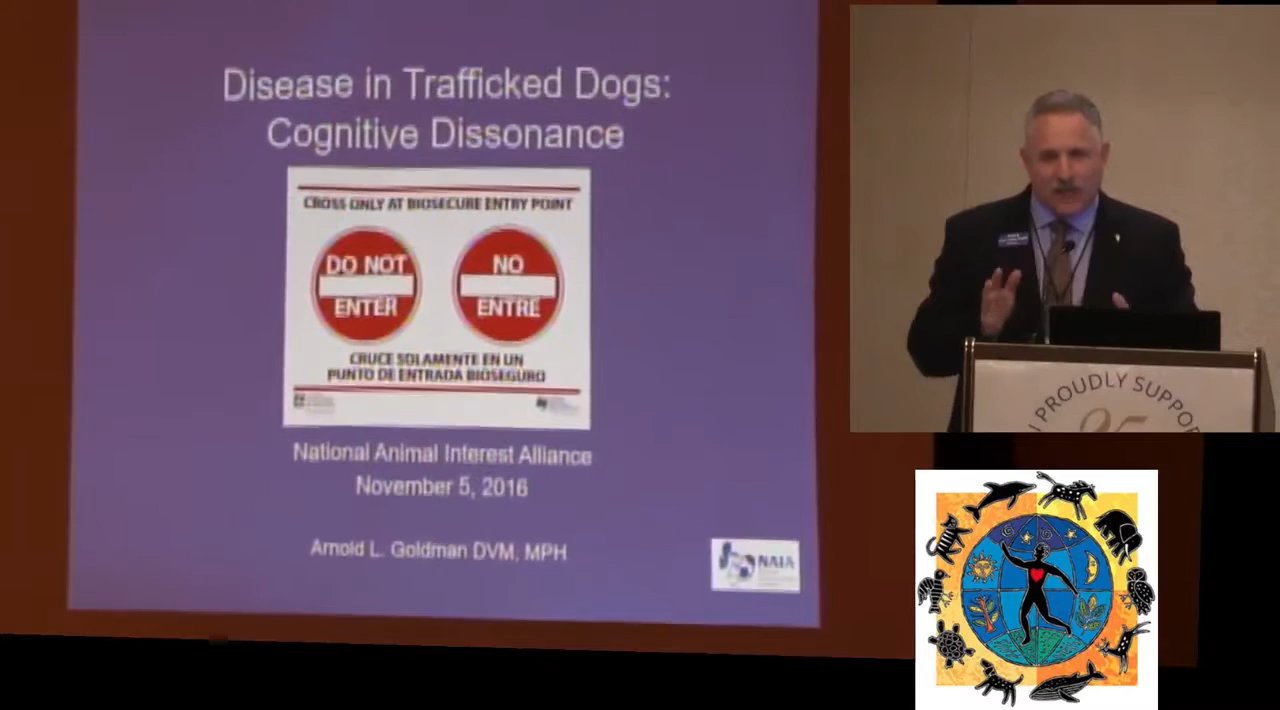 Disease in Trafficked Dogs:
Cognitive Dissonance
CROSS ONLY AT BIOSECURE ENTRY POINT
DO NOT
ENTER
NO
ENTRE
CRUCE SOLAMENTE EN UN
PUNTO DE ENTRADA BIOSEGURO
National Animal Interest Alliance
November 5, 2016
Arnold L. Goldman DVM, MPH
NAIA
PROUDLY SUPPOR
25